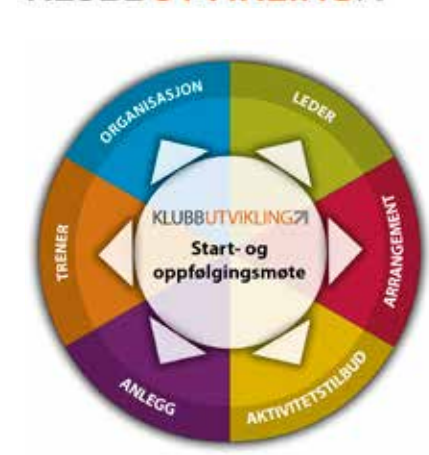 ORGANISASJON
LEDER
TRENER
KLUBBUTVIKLING
Start- og
oppfølgingsmøte
ARRANGEMENT
ANLEGG
AKTIVITETSTILBUD